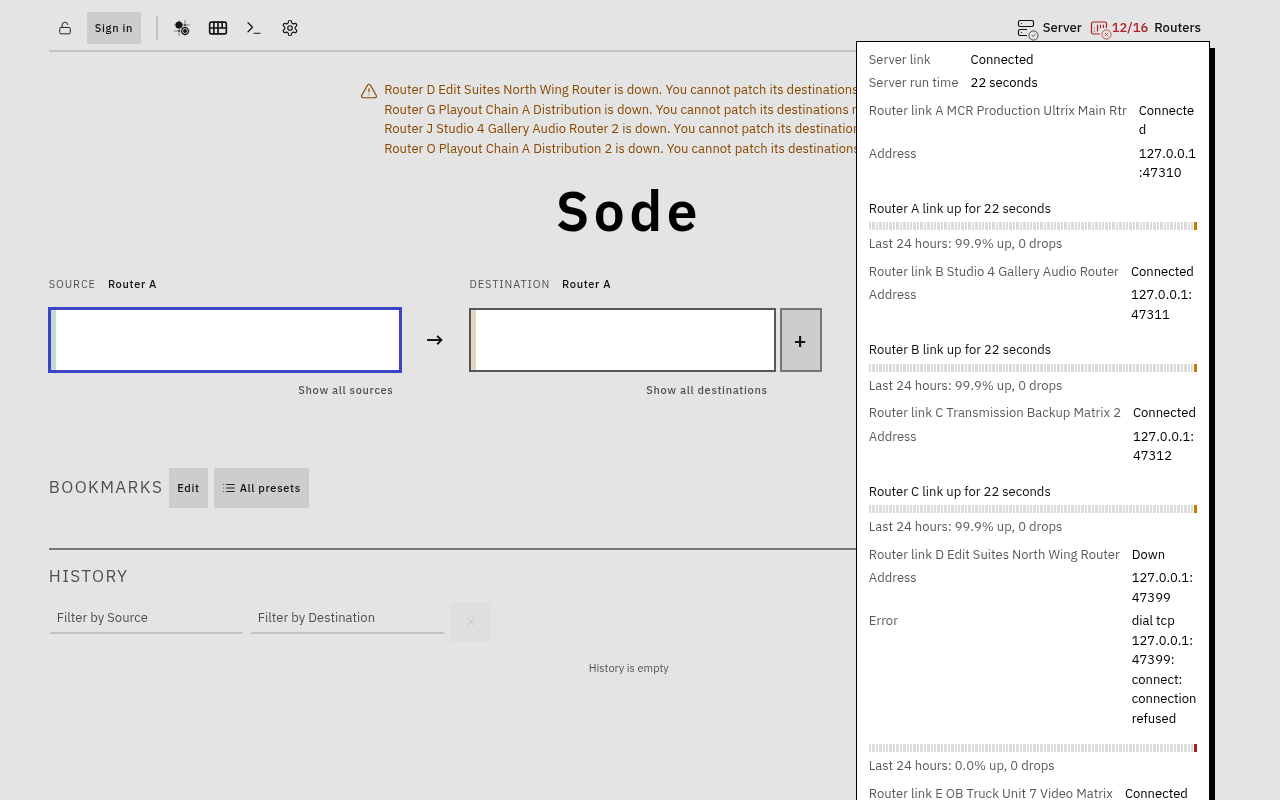 Sign in
Server
12/16 Routers
Server link Connected
Server run time 22 seconds
Router link A MCR Production Ultrix Main Rtr Connecte
d
Address 127.0.0.1
:47310
Router A link up for 22 seconds
Last 24 hours: 99.9% up, 0 drops
Router link B Studio 4 Gallery Audio Router Connected
Address 127.0.0.1:
47311
Router B link up for 22 seconds
Last 24 hours: 99.9% up, 0 drops
Router link C Transmission Backup Matrix 2 Connected
Address 127.0.0.1:
47312
Router C link up for 22 seconds
Last 24 hours: 99.9% up, 0 drops
Router link D Edit Suites North Wing Router Down
Address 127.0.0.1:
47399
Error dial tcp
127.0.0.1:
47399:
connect:
connection
refused
Last 24 hours: 0.0% up, 0 drops
Router link E OB Truck Unit 7 Video Matrix Connected
Router D Edit Suites North Wing Router is down. You cannot patch its destinations
Router G Playout Chain A Distribution is down. You cannot patch its destinations
Router J Studio 4 Gallery Audio Router 2 is down. You cannot patch its
Router O Playout Chain A Distribution 2 is down. You cannot patch its destinations
Sode
SOURCE Router A
DESTINATION Router A
→
+
Show all sources
Show all destinations
BOOKMARKS Edit All presets
HISTORY
Filter by Source Filter by Destination ×
History is empty